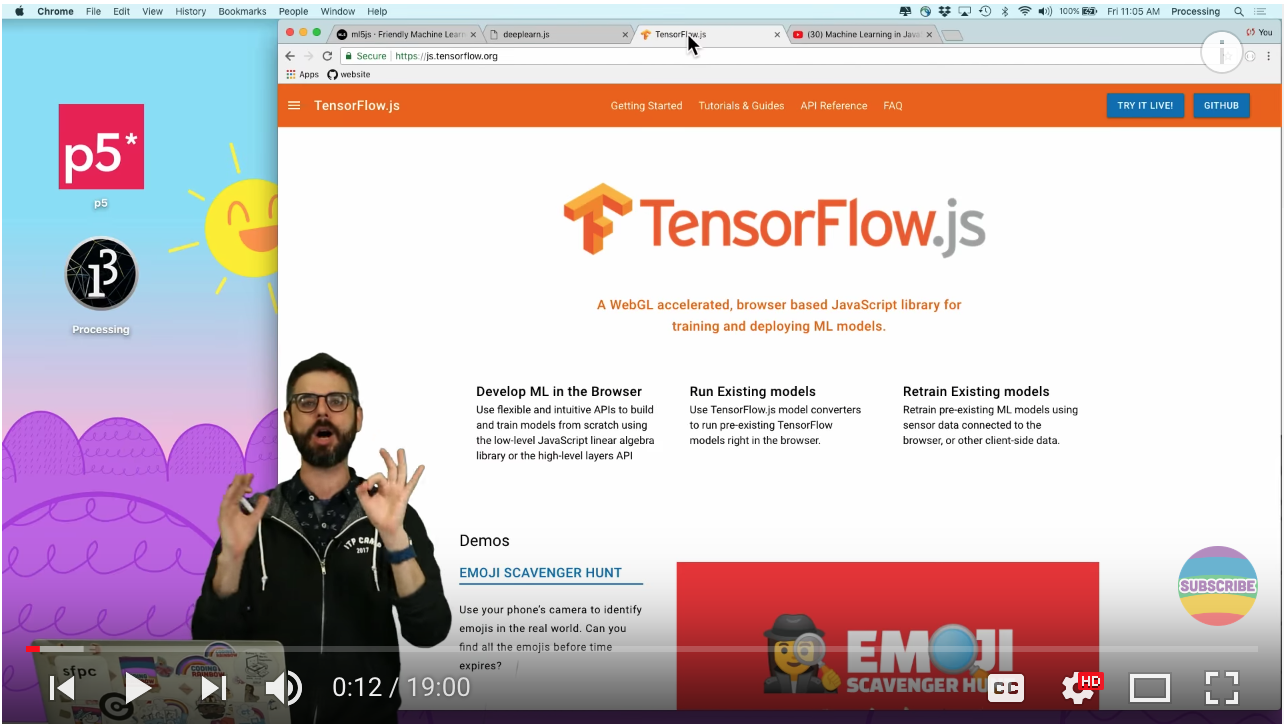 Chrome File Edit View History Bookmarks People Window Help
100% Fri 11:05 AM Processing
ml5js · Friendly Machine Learn
deeplearn.js
TensorFlow.js
(30) Machine Learning in Java
You
Secure https://js.tensorflow.org
Apps website
TensorFlow.js
Getting Started Tutorials & Guides API Reference FAQ
TRY IT LIVE! GITHUB
p5*
p5
Processing
TensorFlow.js
A WebGL accelerated, browser based JavaScript library for
training and deploying ML models.
Develop ML in the Browser
Use flexible and intuitive APIs to build
and train models from scratch using
the low-level JavaScript linear algebra
library or the high-level layers API
Run Existing models
Use TensorFlow.js model converters
to run pre-existing TensorFlow
models right in the browser.
Retrain Existing models
Retrain pre-existing ML models using
sensor data connected to the
browser, or other client-side data.
ITP CAMP
2017
Demos
EMOJI SCAVENGER HUNT
Use your phone's camera to identify
emojis in the real world. Can you
find all the emojis before time
expires?
EMOJI
SCAVENGER HU
SUBSCRIBE
sfpc
CODING
0:12 / 19:00
CC
HD